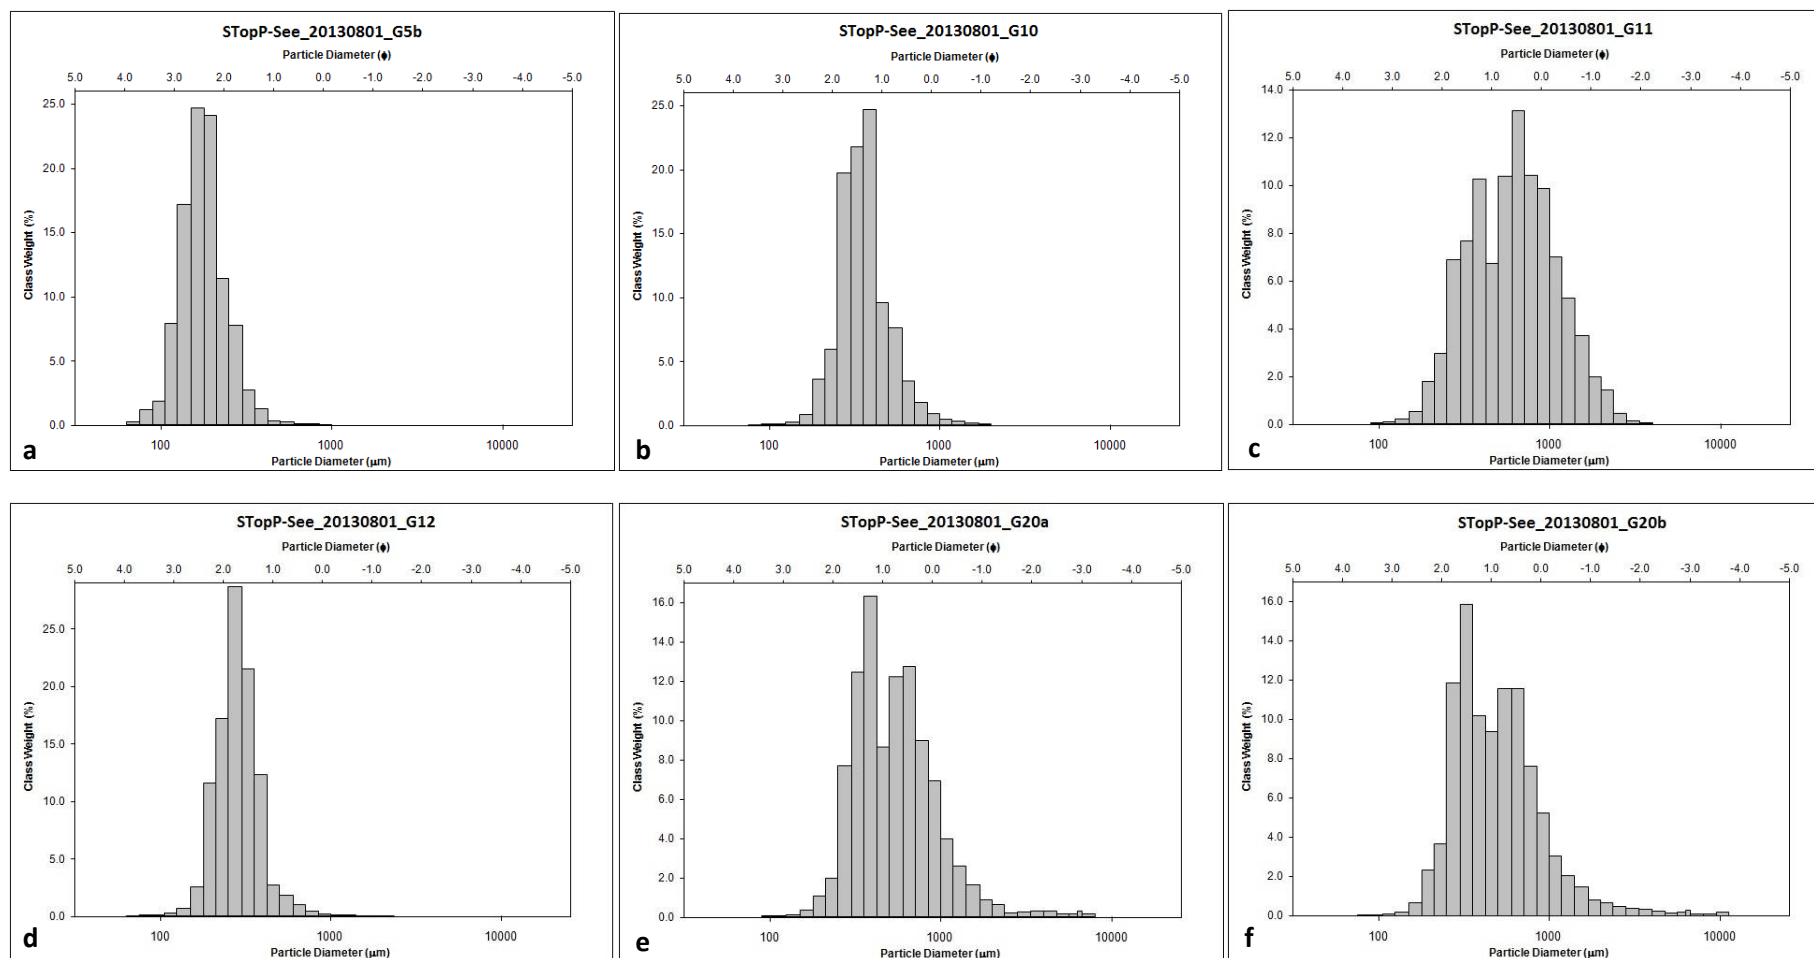 STopP-See_20130801_G5b
Particle Diameter (ϕ)
5.0 4.0 3.0 2.0 1.0 0.0 -1.0 -2.0 -3.0 -4.0 -5.0
Class Weight (%)
25.0
20.0
15.0
10.0
5.0
0.0
100 1000 10000
Particle Diameter (μm)
a
STopP-See_20130801_G10
Particle Diameter (ϕ)
5.0 4.0 3.0 2.0 1.0 0.0 -1.0 -2.0 -3.0 -4.0 -5.0
Class Weight (%)
25.0
20.0
15.0
10.0
5.0
0.0
100 1000 10000
Particle Diameter (μm)
b
STopP-See_20130801_G11
Particle Diameter (ϕ)
5.0 4.0 3.0 2.0 1.0 0.0 -1.0 -2.0 -3.0 -4.0 -5.0
Class Weight (%)
14.0
12.0
10.0
8.0
6.0
4.0
2.0
0.0
100 1000 10000
Particle Diameter (μm)
c
STopP-See_20130801_G12
Particle Diameter (ϕ)
5.0 4.0 3.0 2.0 1.0 0.0 -1.0 -2.0 -3.0 -4.0 -5.0
Class Weight (%)
25.0
20.0
15.0
10.0
5.0
0.0
100 1000 10000
Particle Diameter (μm)
d
STopP-See_20130801_G20a
Particle Diameter (ϕ)
5.0 4.0 3.0 2.0 1.0 0.0 -1.0 -2.0 -3.0 -4.0 -5.0
Class Weight (%)
16.0
14.0
12.0
10.0
8.0
6.0
4.0
2.0
0.0
100 1000 10000
Particle Diameter (μm)
e
STopP-See_20130801_G20b
Particle Diameter (ϕ)
5.0 4.0 3.0 2.0 1.0 0.0 -1.0 -2.0 -3.0 -4.0 -5.0
Class Weight (%)
16.0
14.0
12.0
10.0
8.0
6.0
4.0
2.0
0.0
100 1000 10000
Particle Diameter (μm)
f